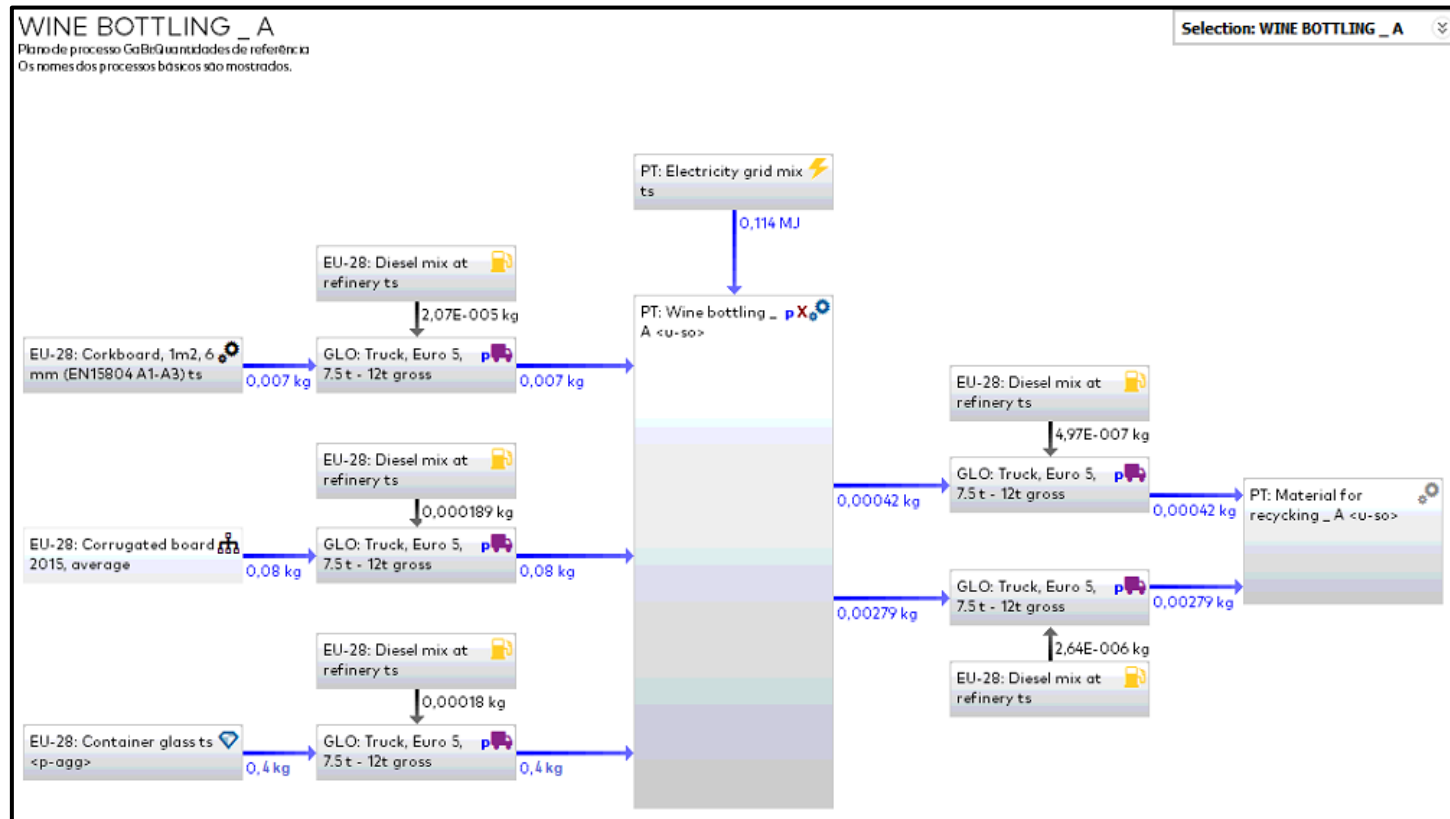 WINE BOTTLING _ A
Plano de processo GaBi:Quantidades de referência
Os nomes dos processos básicos são mostrados.
Selection: WINE BOTTLING _ A
PT: Electricity grid mix
ts
0,114 MJ
EU-28: Diesel mix at
refinery ts
2,07E-005 kg
EU-28: Corkboard, 1m2, 6
mm (EN15804 A1-A3) ts
0,007 kg
GLO: Truck, Euro 5,
7.5 t - 12t gross
p
0,007 kg
PT: Wine bottling _
A <u-so>
pX
EU-28: Diesel mix at
refinery ts
0,000189 kg
EU-28: Corrugated board
2015, average
0,08 kg
GLO: Truck, Euro 5,
7.5 t - 12t gross
p
0,08 kg
EU-28: Diesel mix at
refinery ts
0,00018 kg
EU-28: Container glass ts
<p-agg>
0,4 kg
GLO: Truck, Euro 5,
7.5 t - 12t gross
p
0,4 kg
EU-28: Diesel mix at
refinery ts
4,97E-007 kg
0,00042 kg
GLO: Truck, Euro 5,
7.5 t - 12t gross
p
0,00042 kg
PT: Material for
recycking _ A <u-so>
0,00279 kg
GLO: Truck, Euro 5,
7.5 t - 12t gross
p
0,00279 kg
2,64E-006 kg
EU-28: Diesel mix at
refinery ts